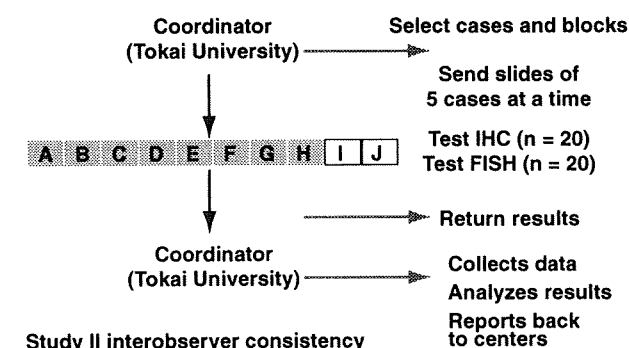 Coordinator
(Tokai University)
Select cases and blocks
Send slides of
5 cases at a time
A B C D E F G H I J
Test IHC (n = 20)
Test FISH (n = 20)
Return results
Coordinator
(Tokai University)
Collects data
Analyzes results
Reports back
to centers
Study II interobserver consistency